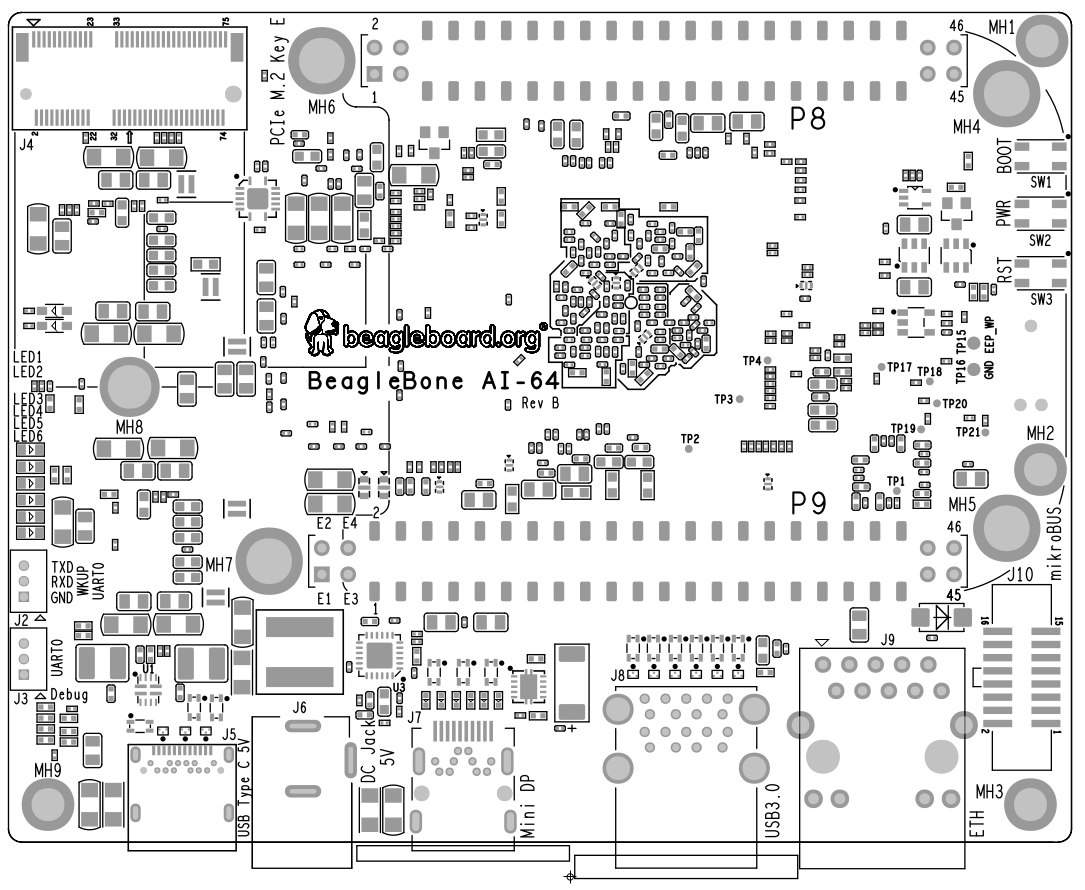 23
33
75
2
22
32
74
J4
PCIe M.2 Key E
MH6
2
1
46
45
P8
MH1
MH4
BOOT
SW1
PWR
SW2
RST
SW3
beagleboard.org®
BeagleBone AI-64
Rev B
LED1
LED2
LED3
LED4
LED5
LED6
MH8
TP4
TP3
TP2
TP17
TP18
TP20
TP19
TP21
TP1
TP15
EEP_WP
TP16
GND
MH2
MH5
mikroBUS
P9
46
45
E2
E4
2
E1
E3
1
MH7
TXD
RXD
GND
WKUP
UART0
J2
UART0
J3
Debug
U1
U3
J5
USB Type C 5V
J6
DC Jack
5V
J7
Mini DP
J8
USB3.0
J9
ETH
J10
16
15
2
1
MH9
MH3
+